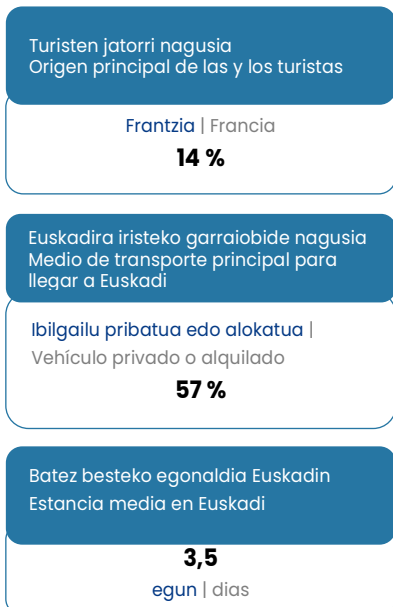 Turisten jatorri nagusia
Origen principal de las y los turistas
Frantzia | Francia
14 %
Euskadira iristeko garraiobide nagusia
Medio de transporte principal para
llegar a Euskadi
Ibilgailu pribatua edo alokatua |
Vehículo privado o alquilado
57 %
Batez besteko egonaldia Euskadin
Estancia media en Euskadi
3,5
egun | dias